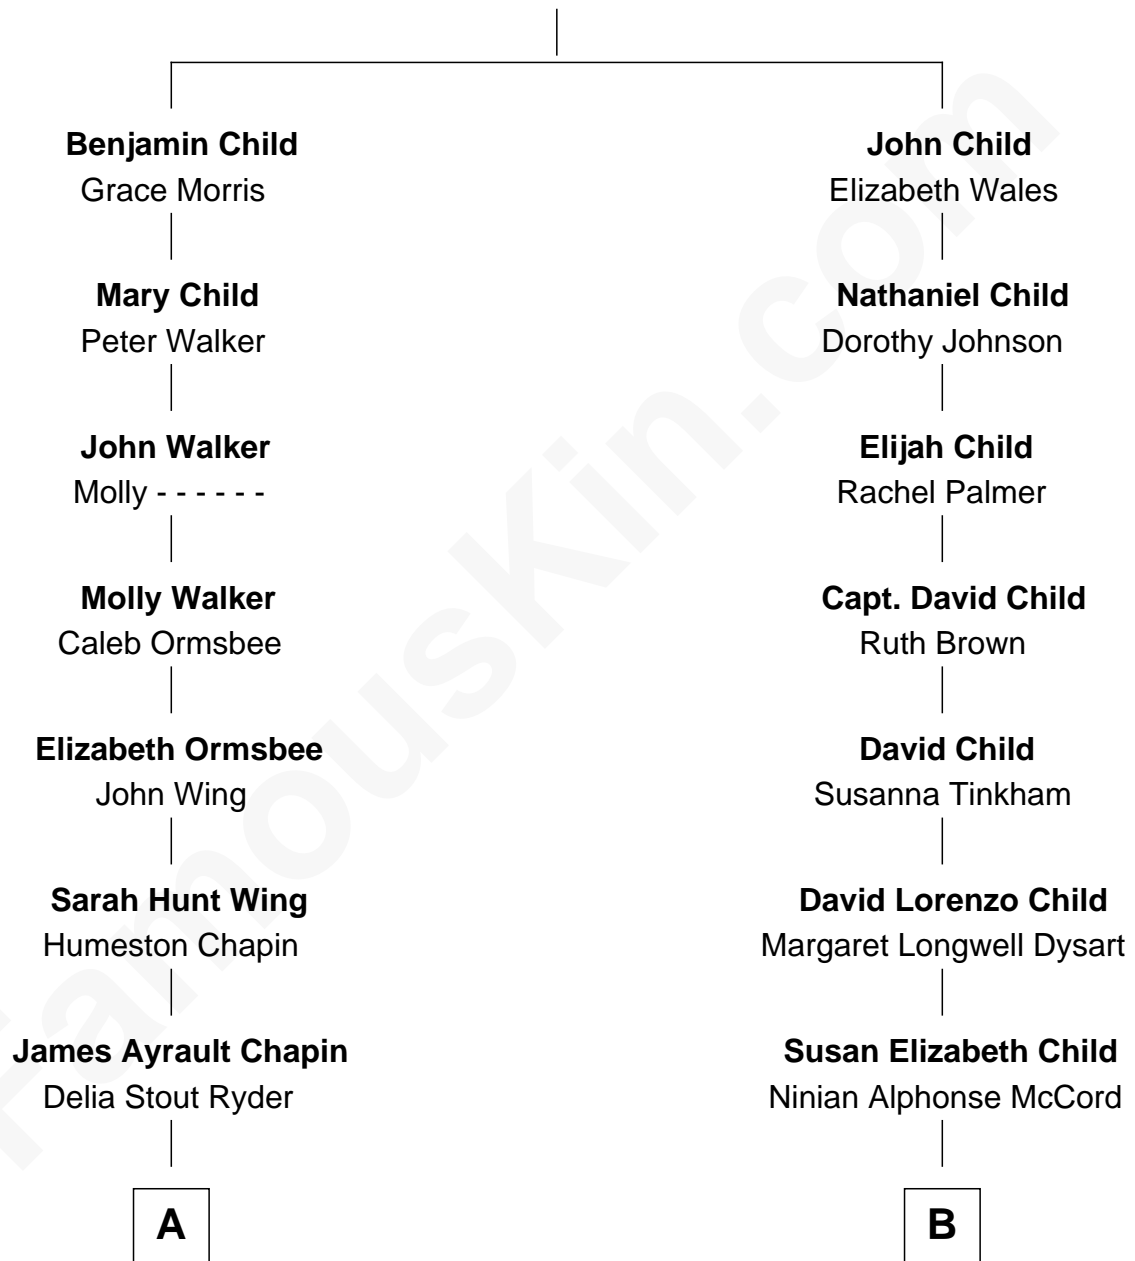 Benjamin Child
Grace Morris
Mary Child
Peter Walker
John Walker
Molly - - - - - -
Molly Walker
Caleb Ormsbee
Elizabeth Ormsbee
John Wing
Sarah Hunt Wing
Humeston Chapin
James Ayrault Chapin
Delia Stout Ryder
A
John Child
Elizabeth Wales
Nathaniel Child
Dorothy Johnson
Elijah Child
Rachel Palmer
Capt. David Child
Ruth Brown
David Child
Susanna Tinkham
David Lorenzo Child
Margaret Longwell Dysart
Susan Elizabeth Child
Ninian Alphonse McCord
B
FamousKin.com